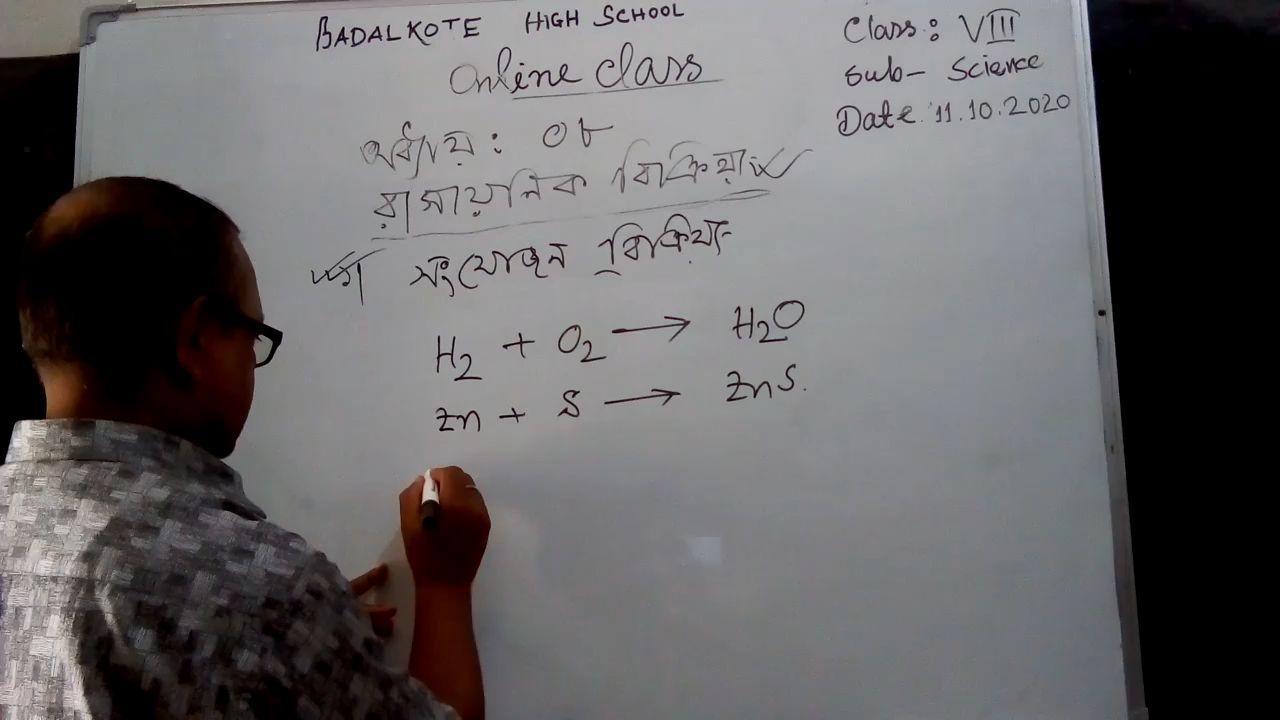 BADALKOTE HIGH SCHOOL
Online class
Class: VIII
Sub- Science
Date: 11.10.2020
অধ্যায়: ০৮
রাসায়নিক বিক্রিয়া
সংযোজন বিক্রিয়া
H₂ + O₂ → H₂O
Zn + S → ZnS.